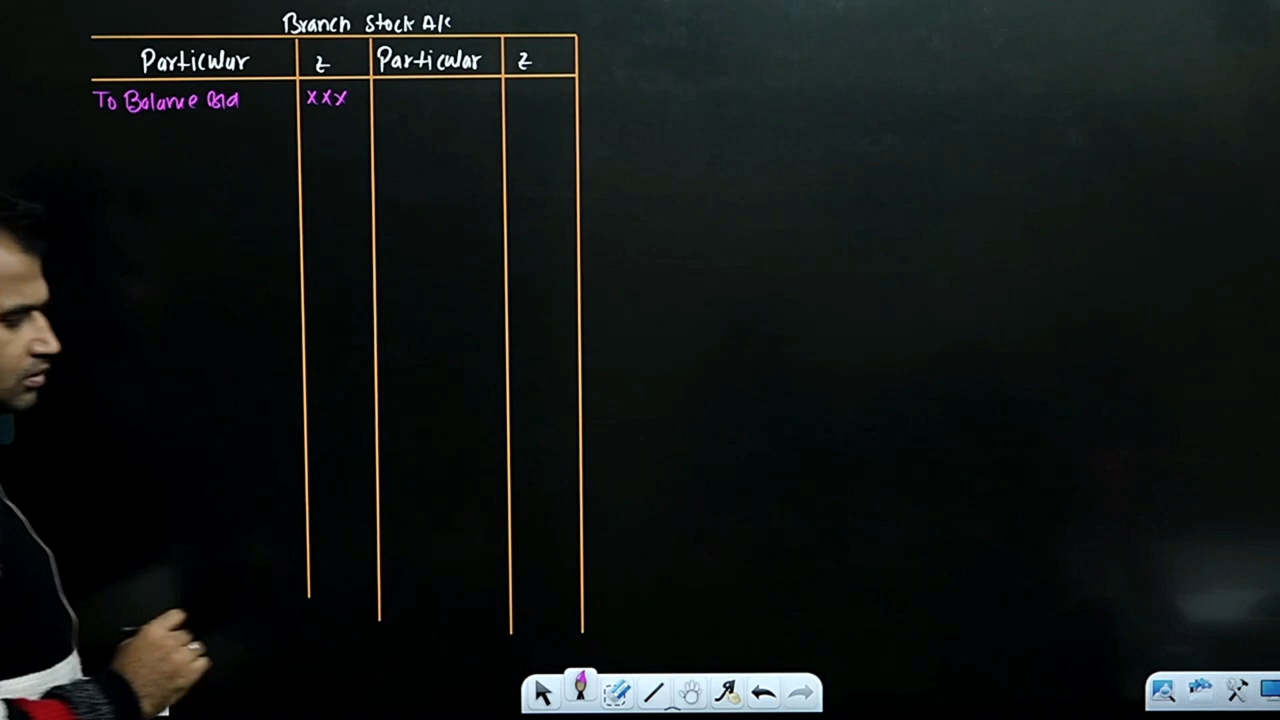 Branch Stock A/c
Particular ₹ Particular ₹
To Balance B/d xxx